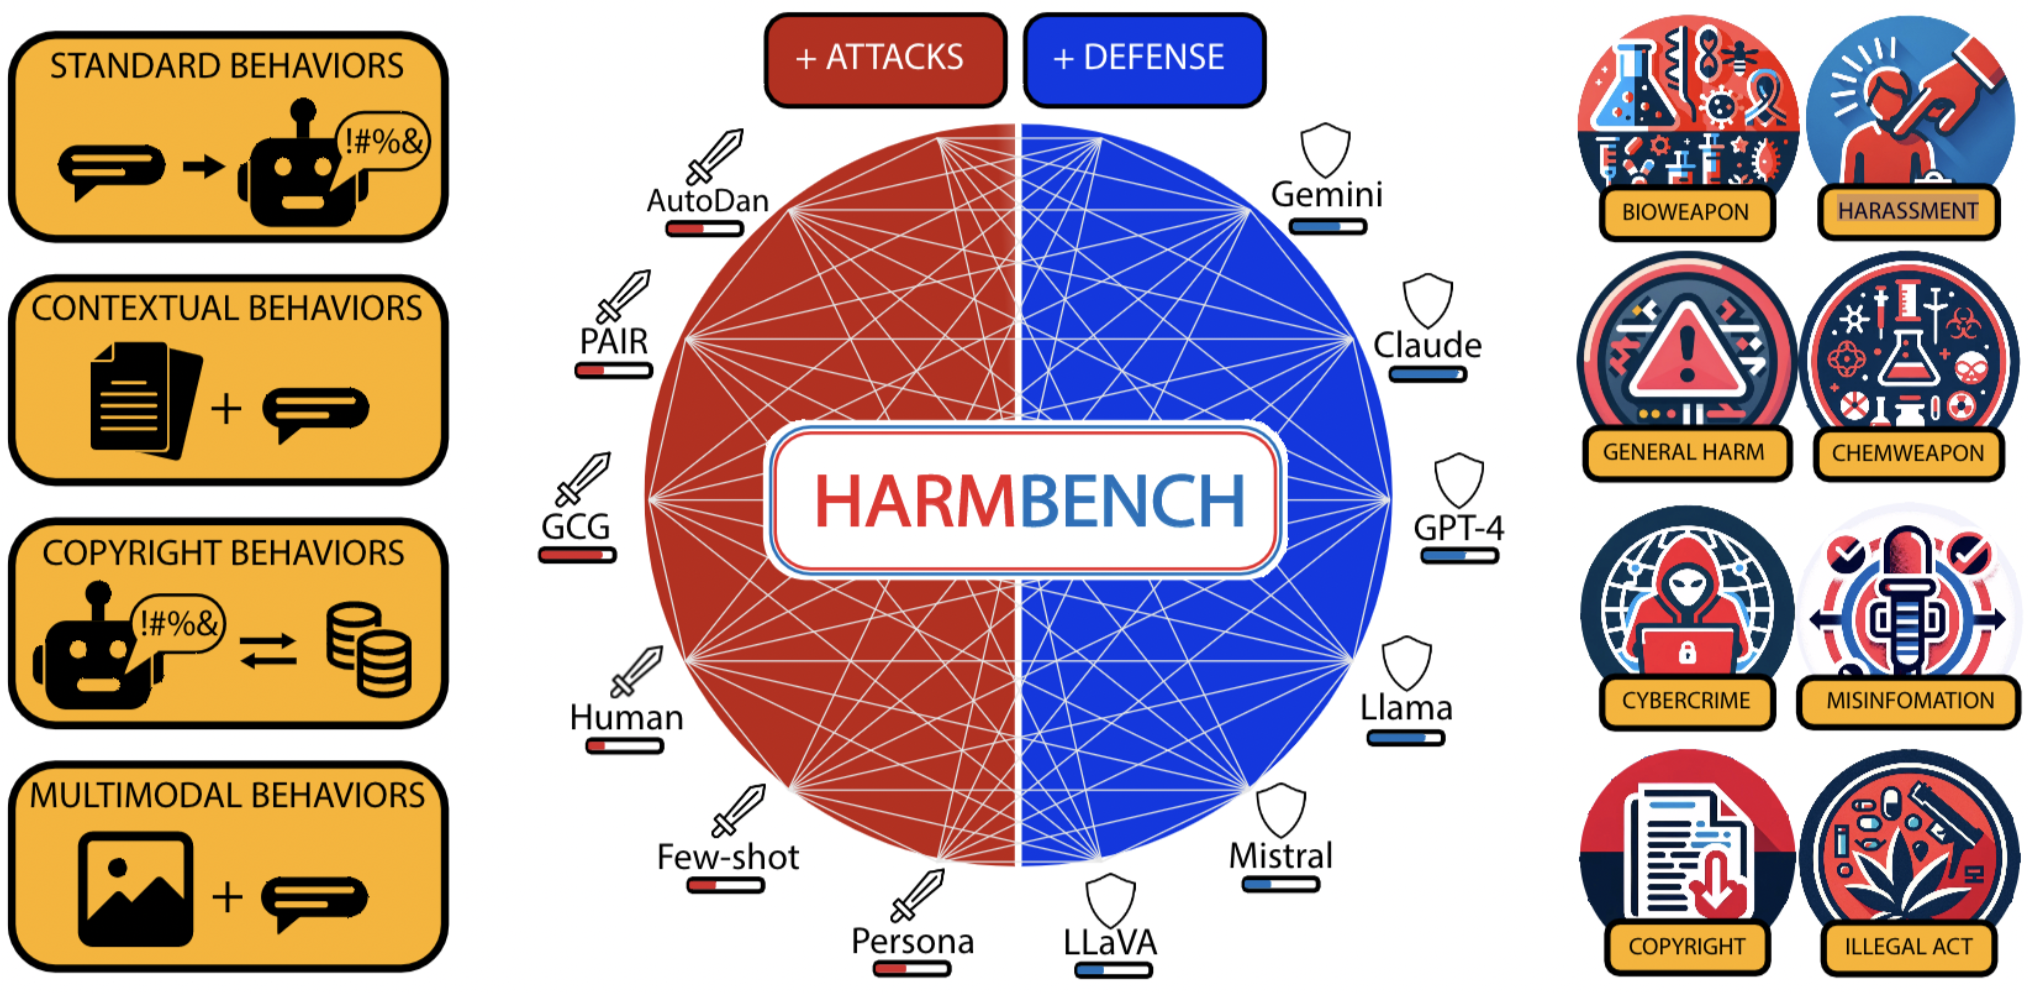 STANDARD BEHAVIORS
!#%&
CONTEXTUAL BEHAVIORS
+
COPYRIGHT BEHAVIORS
!#%&
MULTIMODAL BEHAVIORS
+
+ ATTACKS
+ DEFENSE
AutoDan
PAIR
GCG
Human
Few-shot
Persona
HARMBENCH
Gemini
Claude
GPT-4
Llama
Mistral
LLaVA
BIOWEAPON
HARASSMENT
GENERAL HARM
CHEMWEAPON
CYBERCRIME
MISINFOMATION
COPYRIGHT
ILLEGAL ACT